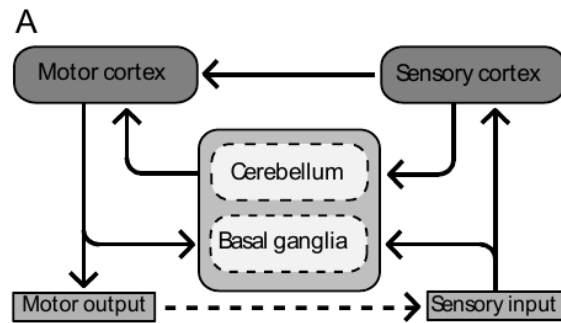 A
Motor cortex
Sensory cortex
Cerebellum
Basal ganglia
Motor output
Sensory input